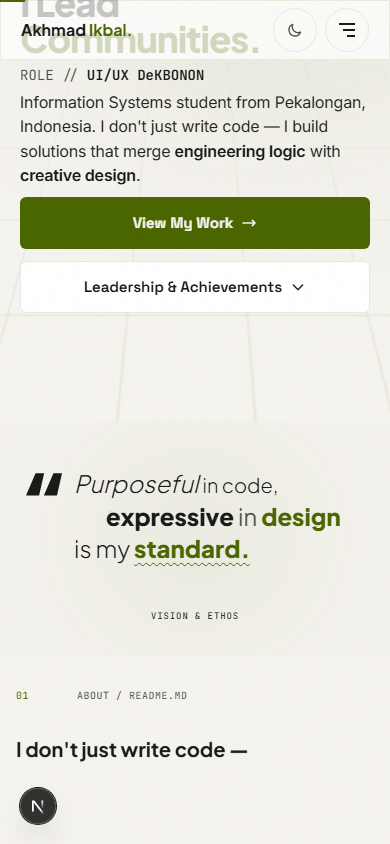 I Lead
Communities.
Akhmad Ikbal.
ROLE // UI/UX DeKBONON
Information Systems student from Pekalongan,
Indonesia. I don't just write code — I build
solutions that merge engineering logic with
creative design.
View My Work →
Leadership & Achievements
“ Purposeful in code,
expressive in design
is my standard.
VISION & ETHOS
01 ABOUT / README.MD
I don't just write code —
N